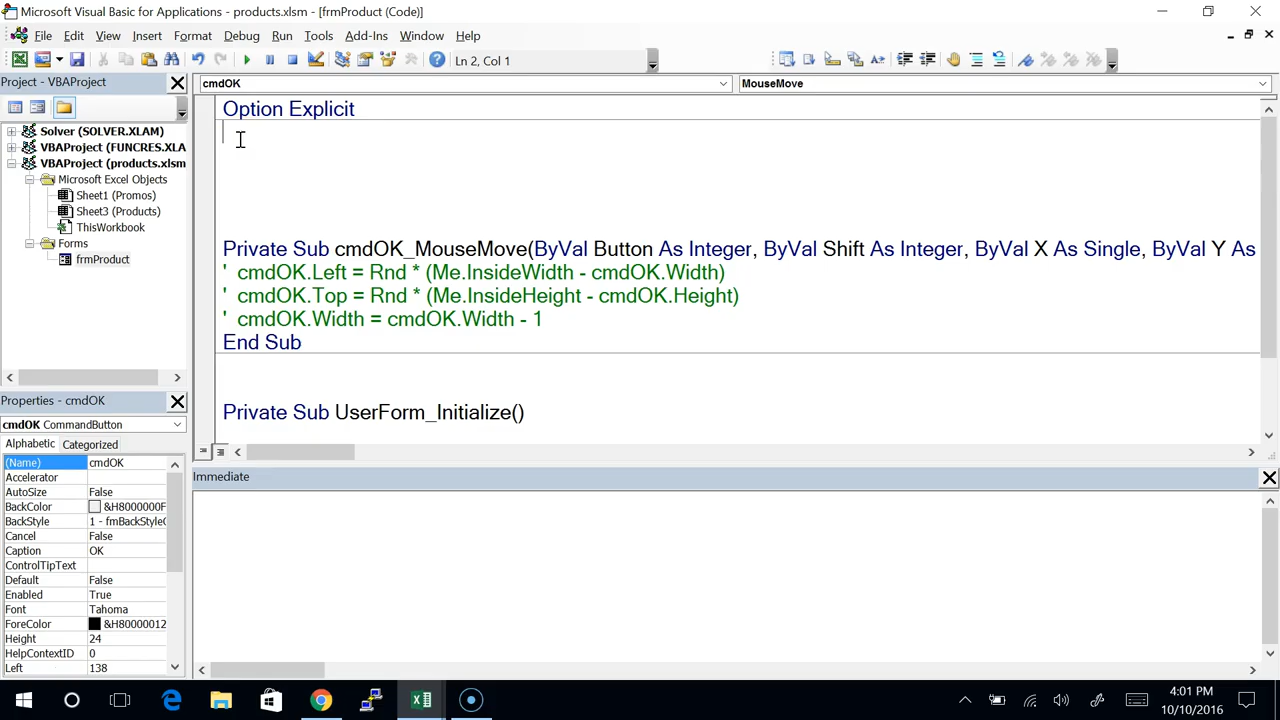 Microsoft Visual Basic for Applications - products.xlsm - [frmProduct (Code)]
File Edit View Insert Format Debug Run Tools Add-Ins Window Help
Ln 2, Col 1
Project - VBAProject
cmdOK MouseMove
Option Explicit
Solver (SOLVER.XLAM)
VBAProject (FUNCRES.XLA
VBAProject (products.xlsm
Microsoft Excel Objects
Sheet1 (Promos)
Sheet3 (Products)
ThisWorkbook
Forms
frmProduct
Private Sub cmdOK_MouseMove(ByVal Button As Integer, ByVal Shift As Integer, ByVal X As Single, ByVal Y As
' cmdOK.Left = Rnd * (Me.InsideWidth - cmdOK.Width)
' cmdOK.Top = Rnd * (Me.InsideHeight - cmdOK.Height)
' cmdOK.Width = cmdOK.Width - 1
End Sub
Private Sub UserForm_Initialize()
Properties - cmdOK
cmdOK CommandButton
Alphabetic Categorized
(Name) cmdOK
Accelerator
AutoSize False
BackColor &H8000000F
BackStyle 1 - fmBackStyleO
Cancel False
Caption OK
ControlTipText
Default False
Enabled True
Font Tahoma
ForeColor &H80000012
Height 24
HelpContextID 0
Left 138
Immediate
4:01 PM
10/10/2016